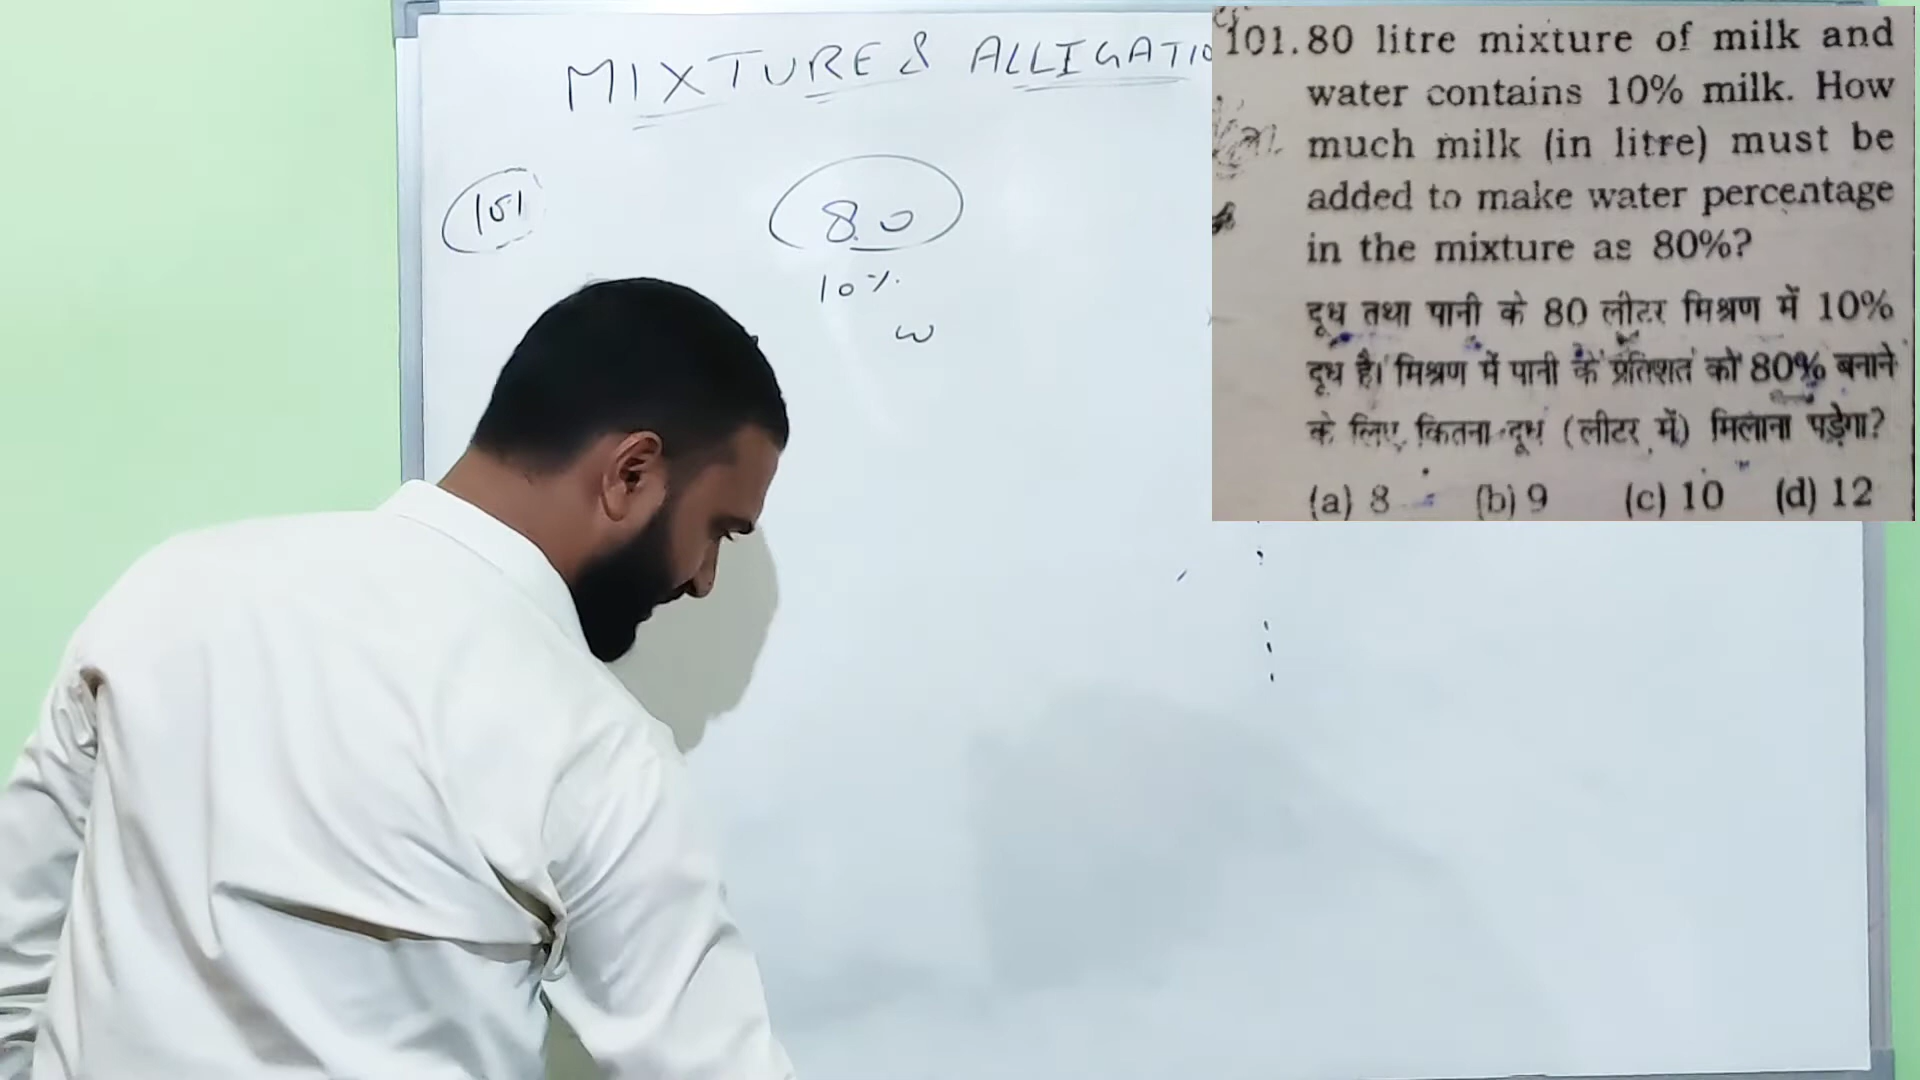 MIXTURE & ALLIGATIO
101
80
10%
w
101. 80 litre mixture of milk and
water contains 10% milk. How
much milk (in litre) must be
added to make water percentage
in the mixture as 80%?
दूध तथा पानी के 80 लीटर मिश्रण में 10%
दूध है। मिश्रण में पानी के प्रतिशत को 80% बनाने
के लिए कितना दूध (लीटर में) मिलाना पड़ेगा?
(a) 8 (b) 9 (c) 10 (d) 12